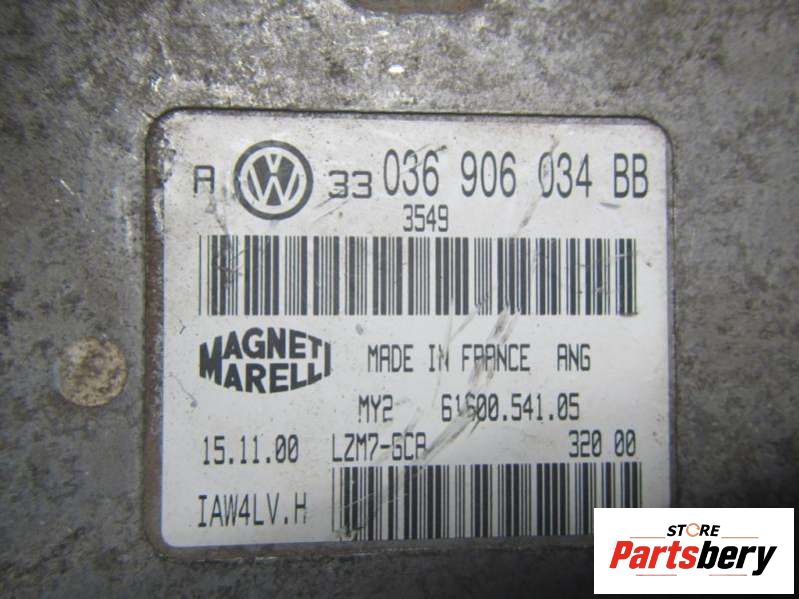 A VW 33 036 906 034 BB
3549
MAGNETI
MARELLI
MADE IN FRANCE ANG
MY2 61600.541.05
15.11.00 LZM7-GCA 320 00
IAW4LV.H
STORE
Partsbery